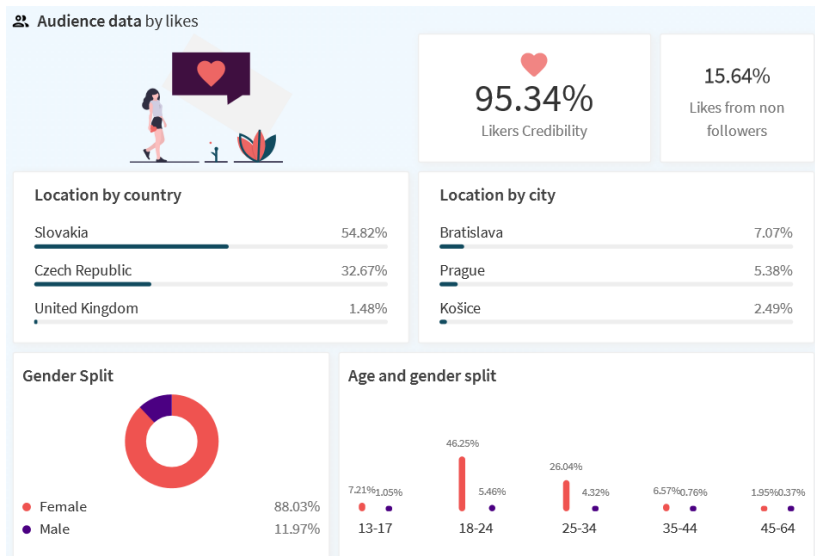 Audience data by likes
95.34%
Likers Credibility
15.64%
Likes from non
followers
Location by country
Slovakia 54.82%
Czech Republic 32.67%
United Kingdom 1.48%
Location by city
Bratislava 7.07%
Prague 5.38%
Košice 2.49%
Gender Split
Female 88.03%
Male 11.97%
Age and gender split
46.25%
26.04%
7.21% 1.05% 5.46% 4.32% 6.57% 0.76% 1.95% 0.37%
13-17 18-24 25-34 35-44 45-64